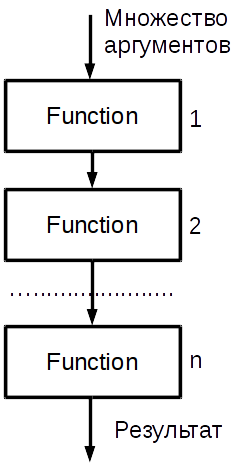 Множество
аргументов
Function
1
Function
2
..........................
Function
n
Результат